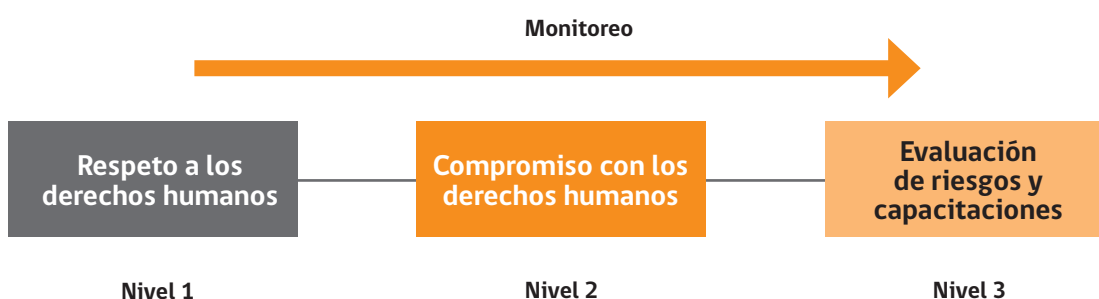 Monitoreo
Respeto a los
derechos humanos
Compromiso con los
derechos humanos
Evaluación
de riesgos y
capacitaciones
Nivel 1
Nivel 2
Nivel 3